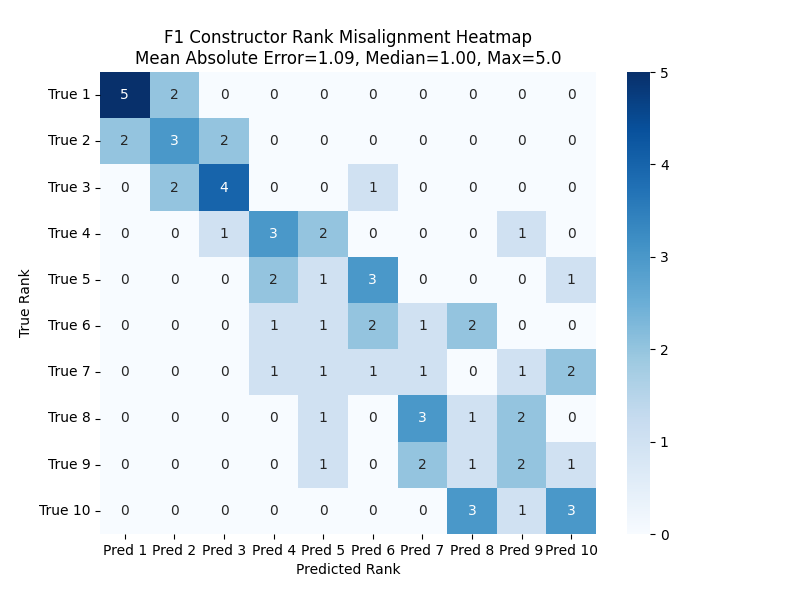 F1 Constructor Rank Misalignment Heatmap
Mean Absolute Error=1.09, Median=1.00, Max=5.0
True 1 5 2 0 0 0 0 0 0 0 0
True 2 2 3 2 0 0 0 0 0 0 0
True 3 0 2 4 0 0 1 0 0 0 0
True 4 0 0 1 3 2 0 0 0 1 0
True 5 0 0 0 2 1 3 0 0 0 1
True 6 0 0 0 1 1 2 1 2 0 0
True 7 0 0 0 1 1 1 1 0 1 2
True 8 0 0 0 0 1 0 3 1 2 0
True 9 0 0 0 0 1 0 2 1 2 1
True 10 0 0 0 0 0 0 0 3 1 3
Pred 1 Pred 2 Pred 3 Pred 4 Pred 5 Pred 6 Pred 7 Pred 8 Pred 9 Pred 10
Predicted Rank
True Rank
5
4
3
2
1
0